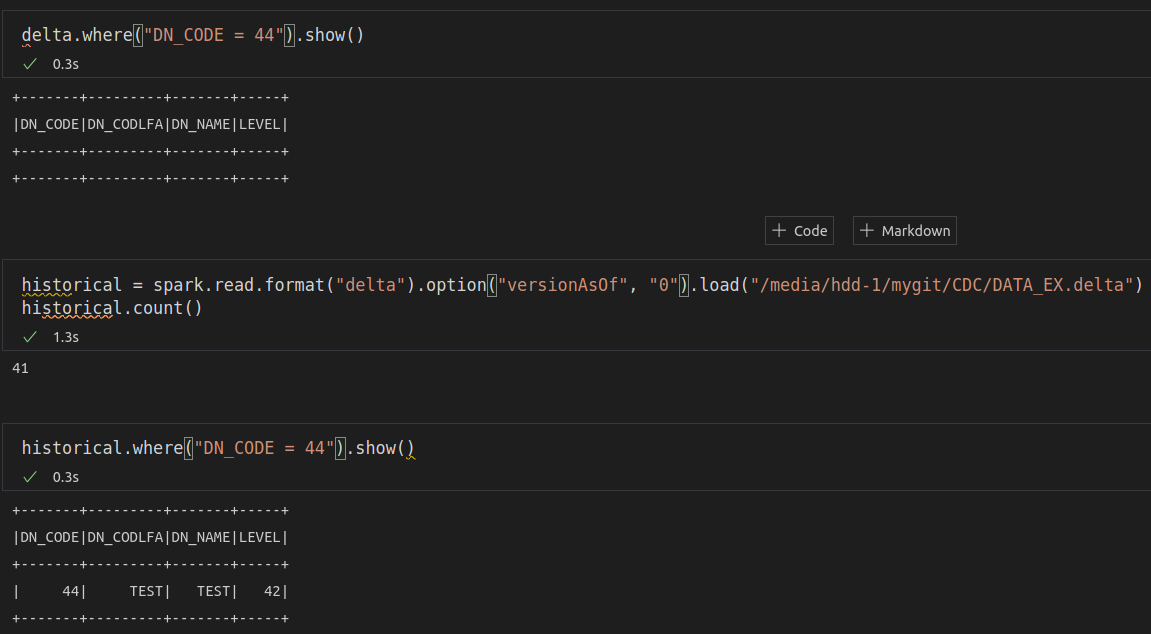 delta.where("DN_CODE = 44").show()
✓ 0.3s
+-------+---------+-------+-----+
|DN_CODE|DN_CODLFA|DN_NAME|LEVEL|
+-------+---------+-------+-----+
+-------+---------+-------+-----+
+ Code + Markdown
historical = spark.read.format("delta").option("versionAsOf", "0").load("/media/hdd-1/mygit/CDC/DATA_EX.delta")
historical.count()
✓ 1.3s
41
historical.where("DN_CODE = 44").show()
✓ 0.3s
+-------+---------+-------+-----+
|DN_CODE|DN_CODLFA|DN_NAME|LEVEL|
+-------+---------+-------+-----+
|     44|     TEST|   TEST|   42|
+-------+---------+-------+-----+